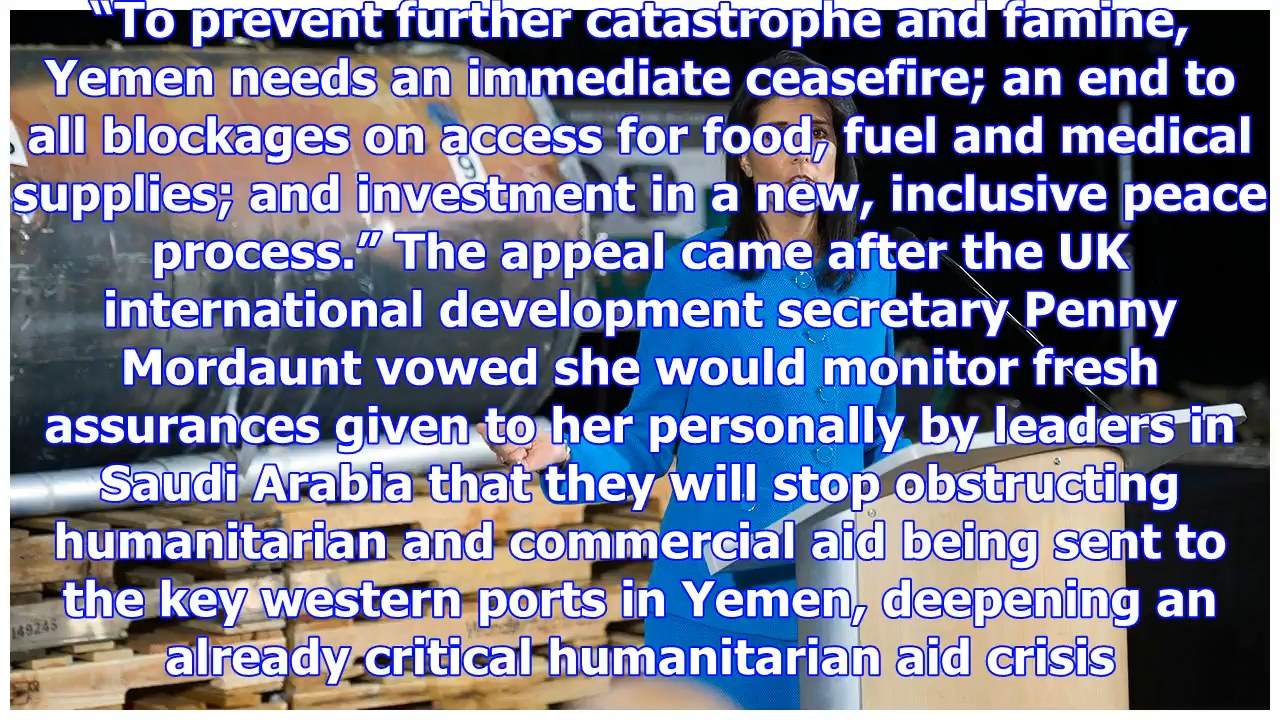 “To prevent further catastrophe and famine,
Yemen needs an immediate ceasefire; an end to
all blockages on access for food, fuel and medical
supplies; and investment in a new, inclusive peace
process.” The appeal came after the UK
international development secretary Penny
Mordaunt vowed she would monitor fresh
assurances given to her personally by leaders in
Saudi Arabia that they will stop obstructing
humanitarian and commercial aid being sent to
the key western ports in Yemen, deepening an
already critical humanitarian aid crisis
9
149245